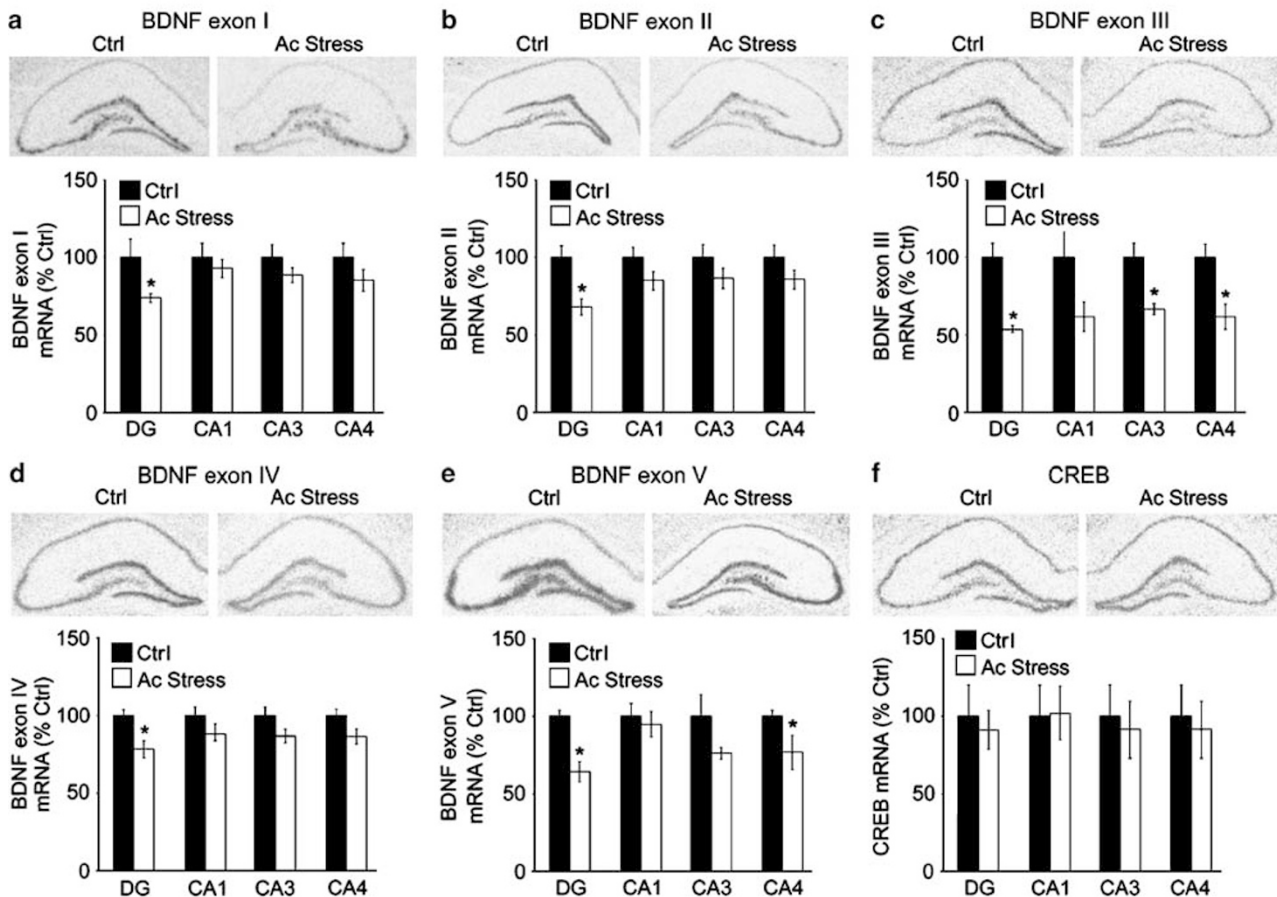 a BDNF exon I
Ctrl Ac Stress
150
100
50
0
BDNF exon I
mRNA (% Ctrl)
Ctrl
Ac Stress
*
DG CA1 CA3 CA4
b BDNF exon II
Ctrl Ac Stress
150
100
50
0
BDNF exon II
mRNA (% Ctrl)
Ctrl
Ac Stress
*
DG CA1 CA3 CA4
c BDNF exon III
Ctrl Ac Stress
150
100
50
0
BDNF exon III
mRNA (% Ctrl)
Ctrl
Ac Stress
* * *
DG CA1 CA3 CA4
d BDNF exon IV
Ctrl Ac Stress
150
100
50
0
BDNF exon IV
mRNA (% Ctrl)
Ctrl
Ac Stress
*
DG CA1 CA3 CA4
e BDNF exon V
Ctrl Ac Stress
150
100
50
0
BDNF exon V
mRNA (% Ctrl)
Ctrl
Ac Stress
* *
DG CA1 CA3 CA4
f CREB
Ctrl Ac Stress
150
100
50
0
CREB mRNA (% Ctrl)
Ctrl
Ac Stress
DG CA1 CA3 CA4